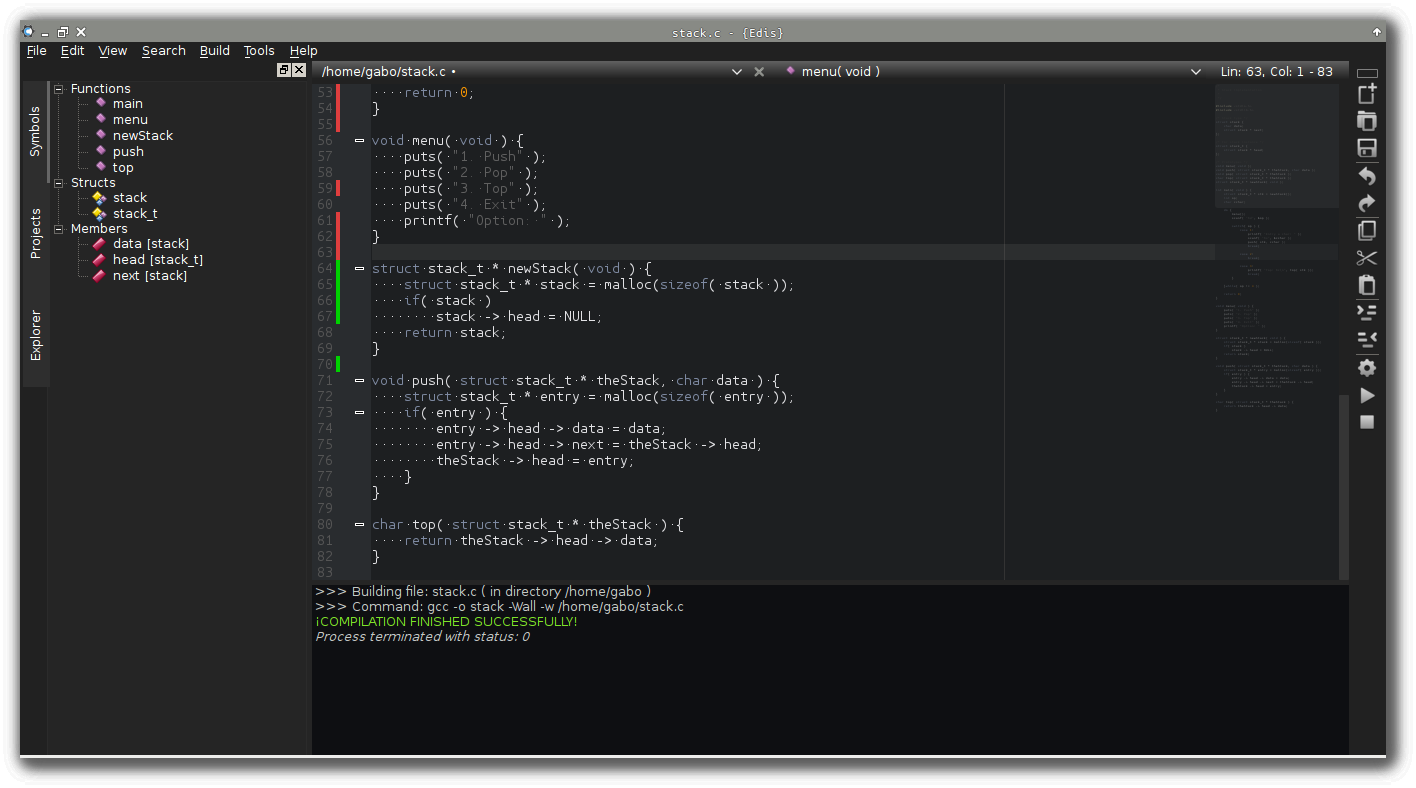 stack.c - {Edis}
File Edit View Search Build Tools Help
/home/gabo/stack.c •
menu( void )
Lin: 63, Col: 1 - 83
Symbols
Projects
Explorer
Functions
main
menu
newStack
push
top
Structs
stack
stack_t
Members
data [stack]
head [stack_t]
next [stack]
53 ····return·0;
54 }
55
56 void·menu(·void·)·{
57 ····puts(·"1.·Push"·);
58 ····puts(·"2.·Pop"·);
59 ····puts(·"3.·Top"·);
60 ····puts(·"4.·Exit"·);
61 ····printf(·"Option:·"·);
62 }
63
64 struct·stack_t·*·newStack(·void·)·{
65 ····struct·stack_t·*·stack·=·malloc(sizeof(·stack·));
66 ····if(·stack·)
67 ········stack·->·head·=·NULL;
68 ····return·stack;
69 }
70
71 void·push(·struct·stack_t·*·theStack,·char·data·)·{
72 ····struct·stack_t·*·entry·=·malloc(sizeof(·entry·));
73 ····if(·entry·)·{
74 ········entry·->·head·->·data·=·data;
75 ········entry·->·head·->·next·=·theStack·->·head;
76 ········theStack·->·head·=·entry;
77 ····}
78 }
79
80 char·top(·struct·stack_t·*·theStack·)·{
81 ····return·theStack·->·head·->·data;
82 }
83
>>> Building file: stack.c ( in directory /home/gabo )
>>> Command: gcc -o stack -Wall -w /home/gabo/stack.c
¡COMPILATION FINISHED SUCCESSFULLY!
Process terminated with status: 0